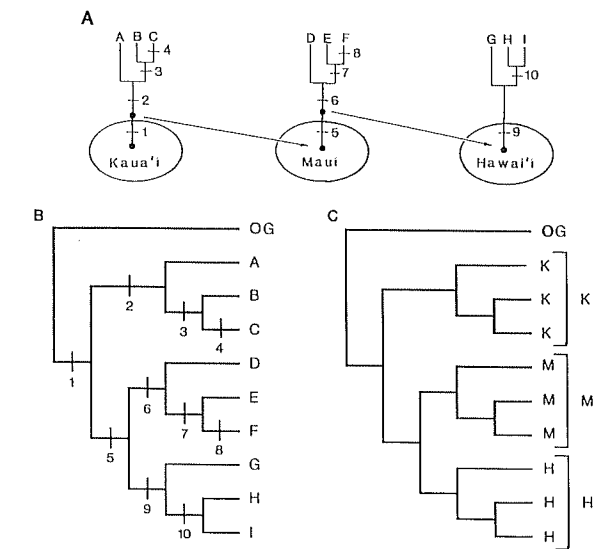 A
A B C
D E F
G H I
4
3
2
1
8
7
6
5
10
9
Kaua'i
Maui
Hawai'i
B
OG
A
B
C
D
E
F
G
H
I
1
2
3
4
5
6
7
8
9
10
C
OG
K
K
K
K
M
M
M
M
H
H
H
H